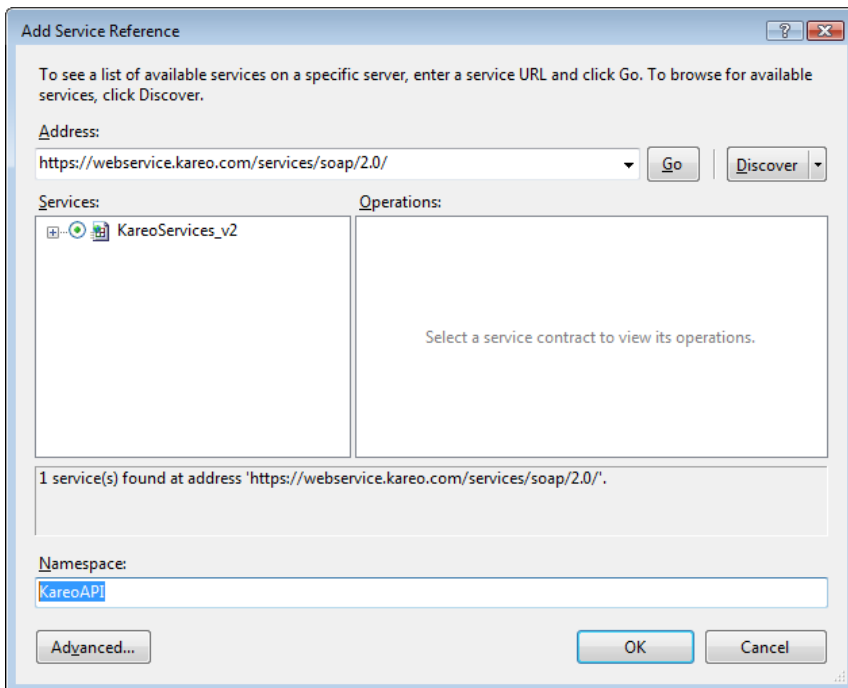 Add Service Reference
To see a list of available services on a specific server, enter a service URL and click Go. To browse for available
services, click Discover.
Address:
https://webservice.kareo.com/services/soap/2.0/
Go
Discover
Services:
Operations:
KareoServices_v2
Select a service contract to view its operations.
1 service(s) found at address 'https://webservice.kareo.com/services/soap/2.0/'.
Namespace:
KareoAPI
Advanced...
OK
Cancel